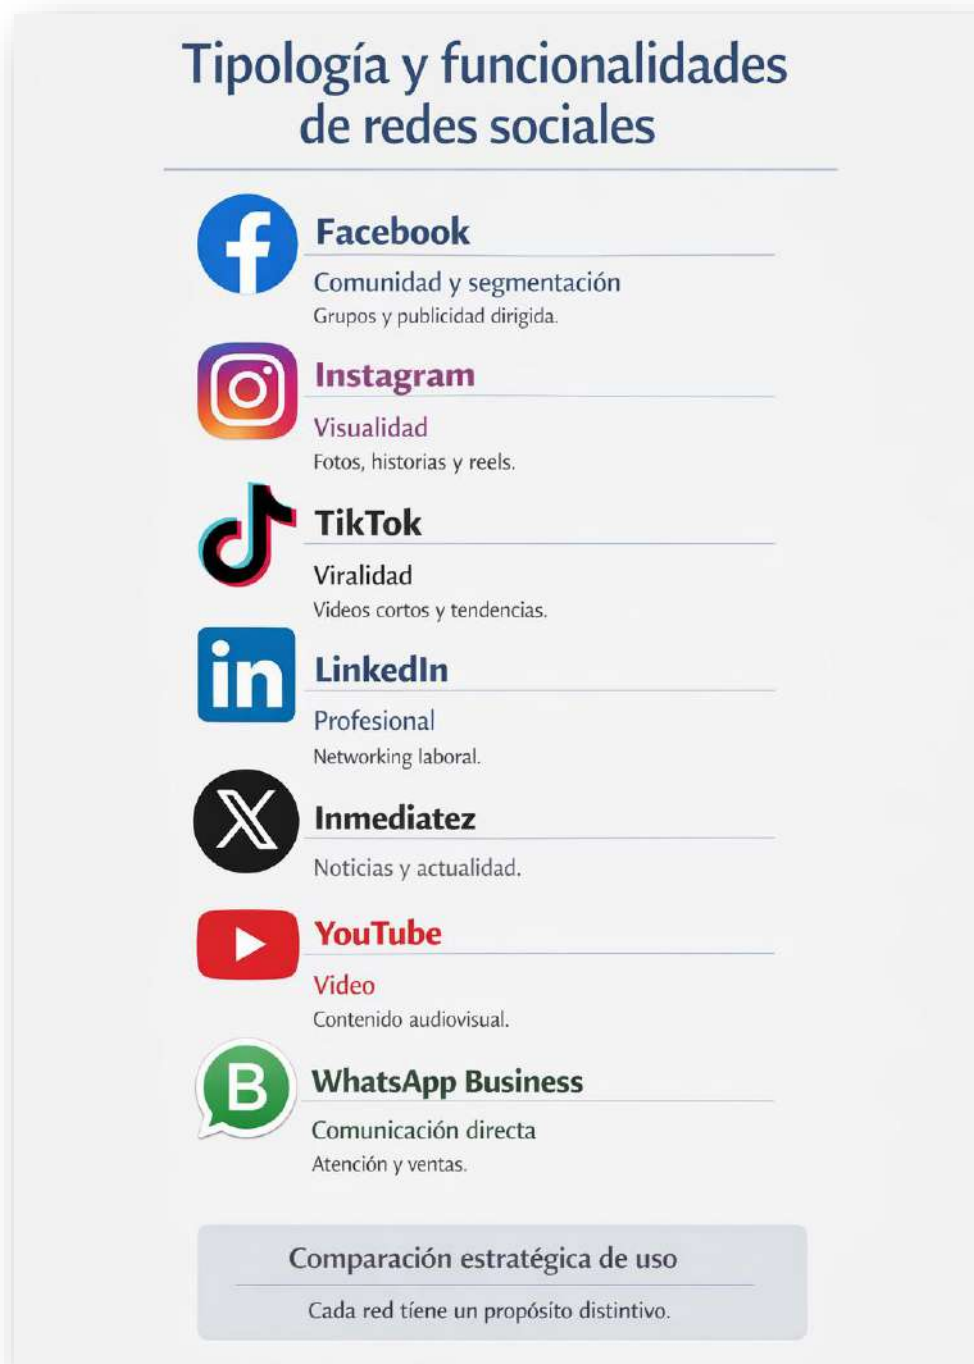 Tipología y funcionalidades
de redes sociales
Facebook
Comunidad y segmentación
Grupos y publicidad dirigida.
Instagram
Visualidad
Fotos, historias y reels.
TikTok
Viralidad
Videos cortos y tendencias.
in
LinkedIn
Profesional
Networking laboral.
X
Inmediatez
Noticias y actualidad.
YouTube
Video
Contenido audiovisual.
B
WhatsApp Business
Comunicación directa
Atención y ventas.
Comparación estratégica de uso
Cada red tíene un propósito distintivo.